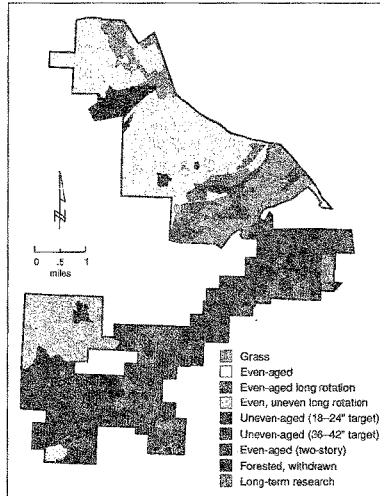 0 .5 1
miles
Grass
Even-aged
Even-aged long rotation
Even, uneven long rotation
Uneven-aged (18–24" target)
Uneven-aged (36–42" target)
Even-aged (two-story)
Forested, withdrawn
Long-term research